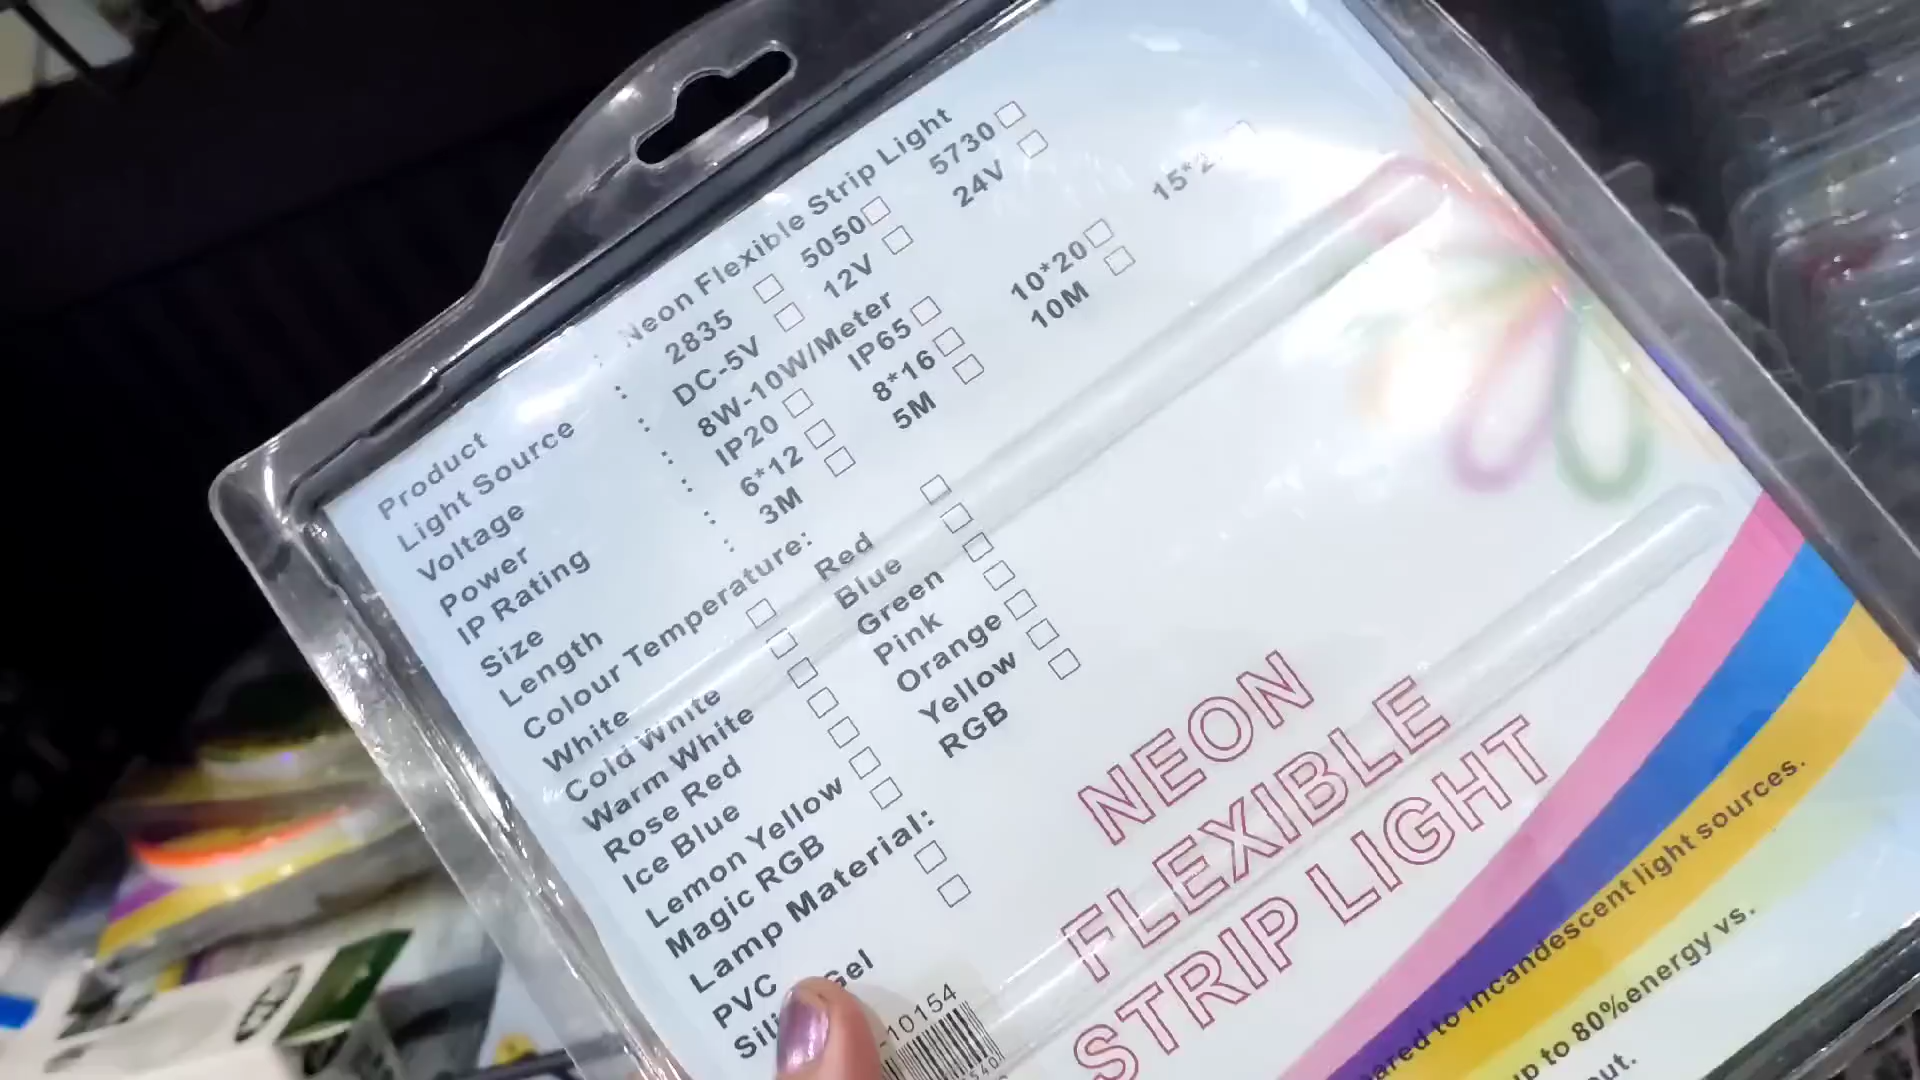 Product : Neon Flexible Strip Light
Light Source : 2835 5050 5730
Voltage : DC-5V 12V 24V
Power : 8W-10W/Meter
IP Rating : IP20 IP65
Size : 6*12 8*16 10*20
Length : 3M 5M 10M
Colour Temperature:
White Red
Cold White Blue
Warm White Green
Rose Red Pink
Ice Blue Orange
Lemon Yellow Yellow
Magic RGB RGB
Lamp Material:
PVC
Gel
10154
NEON
FLEXIBLE
STRIP LIGHT
to incandescent light sources.
up to 80%energy vs.